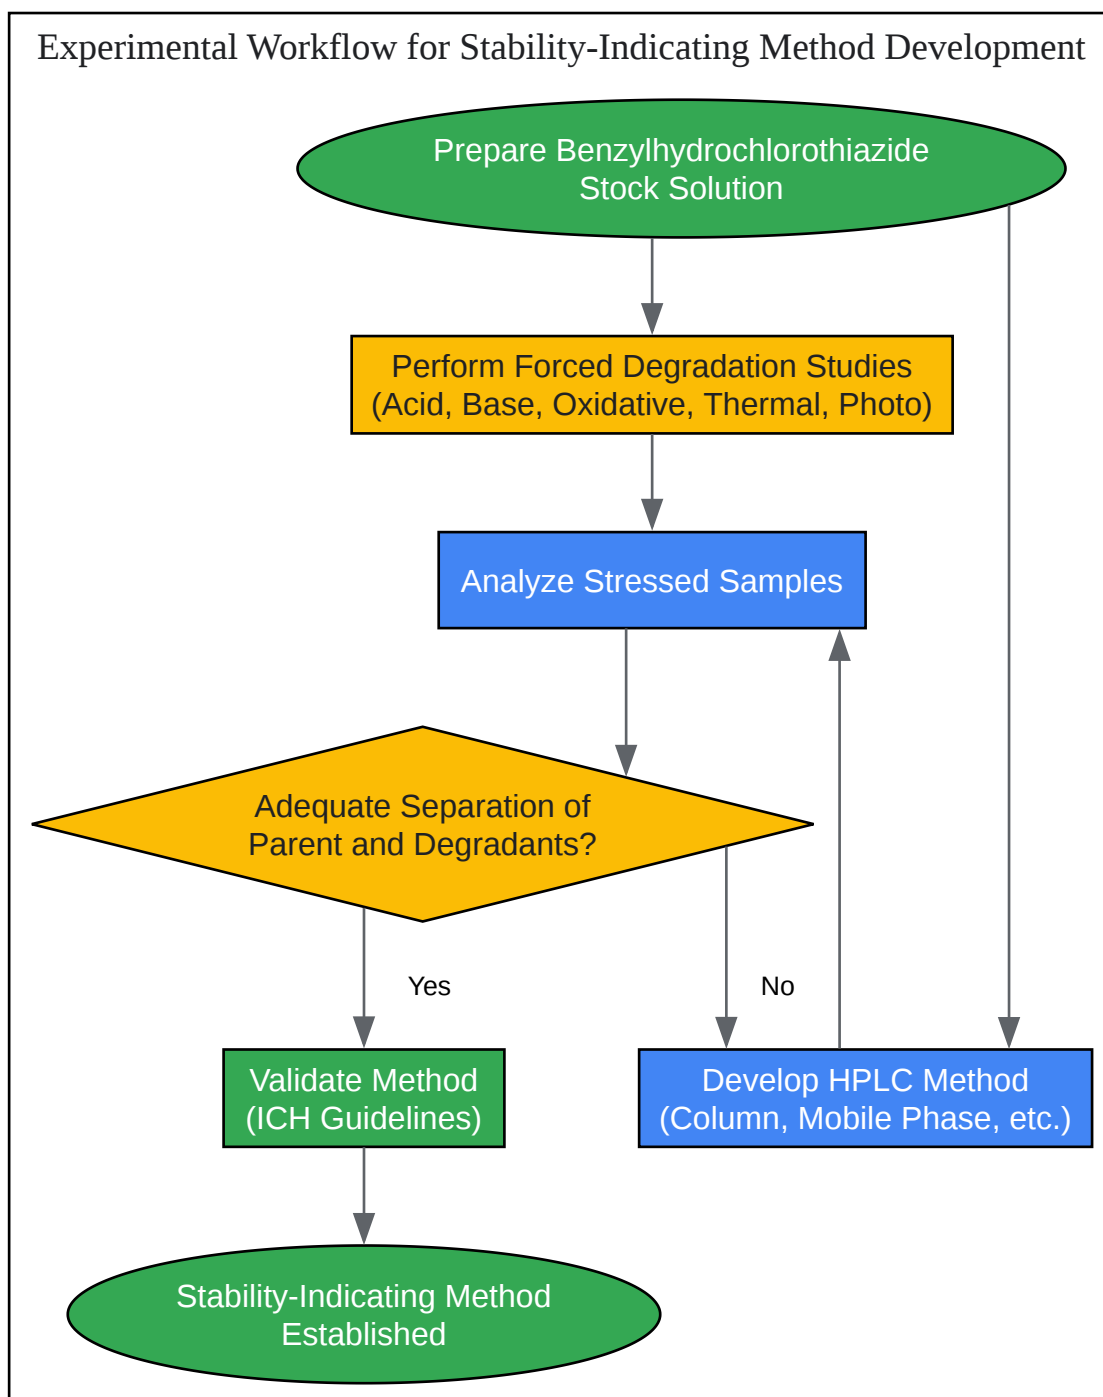 Experimental Workflow for Stability-Indicating Method Development
Prepare Benzylhydrochlorothiazide
Stock Solution
Perform Forced Degradation Studies
(Acid, Base, Oxidative, Thermal, Photo)
Analyze Stressed Samples
Adequate Separation of
Parent and Degradants?
Yes
No
Validate Method
(ICH Guidelines)
Develop HPLC Method
(Column, Mobile Phase, etc.)
Stability-Indicating Method
Established